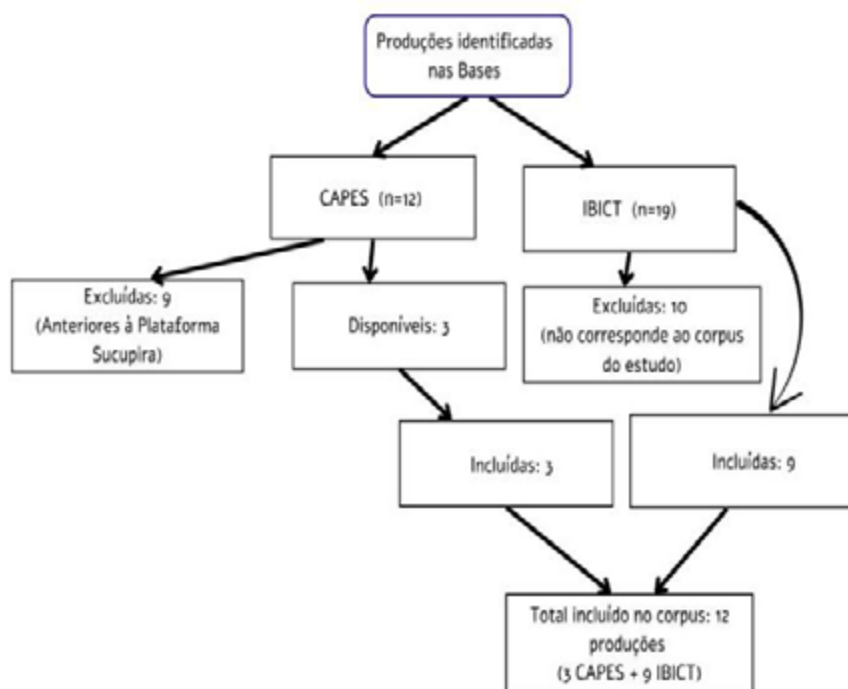 Produções identificadas
nas Bases
CAPES (n=12)
IBICT (n=19)
Excluídas: 9
(Anteriores à Plataforma
Sucupira)
Disponíveis: 3
Excluídas: 10
(não corresponde ao corpus
do estudo)
Incluídas: 3
Incluídas: 9
Total incluído no corpus: 12
produções
(3 CAPES + 9 IBICT)